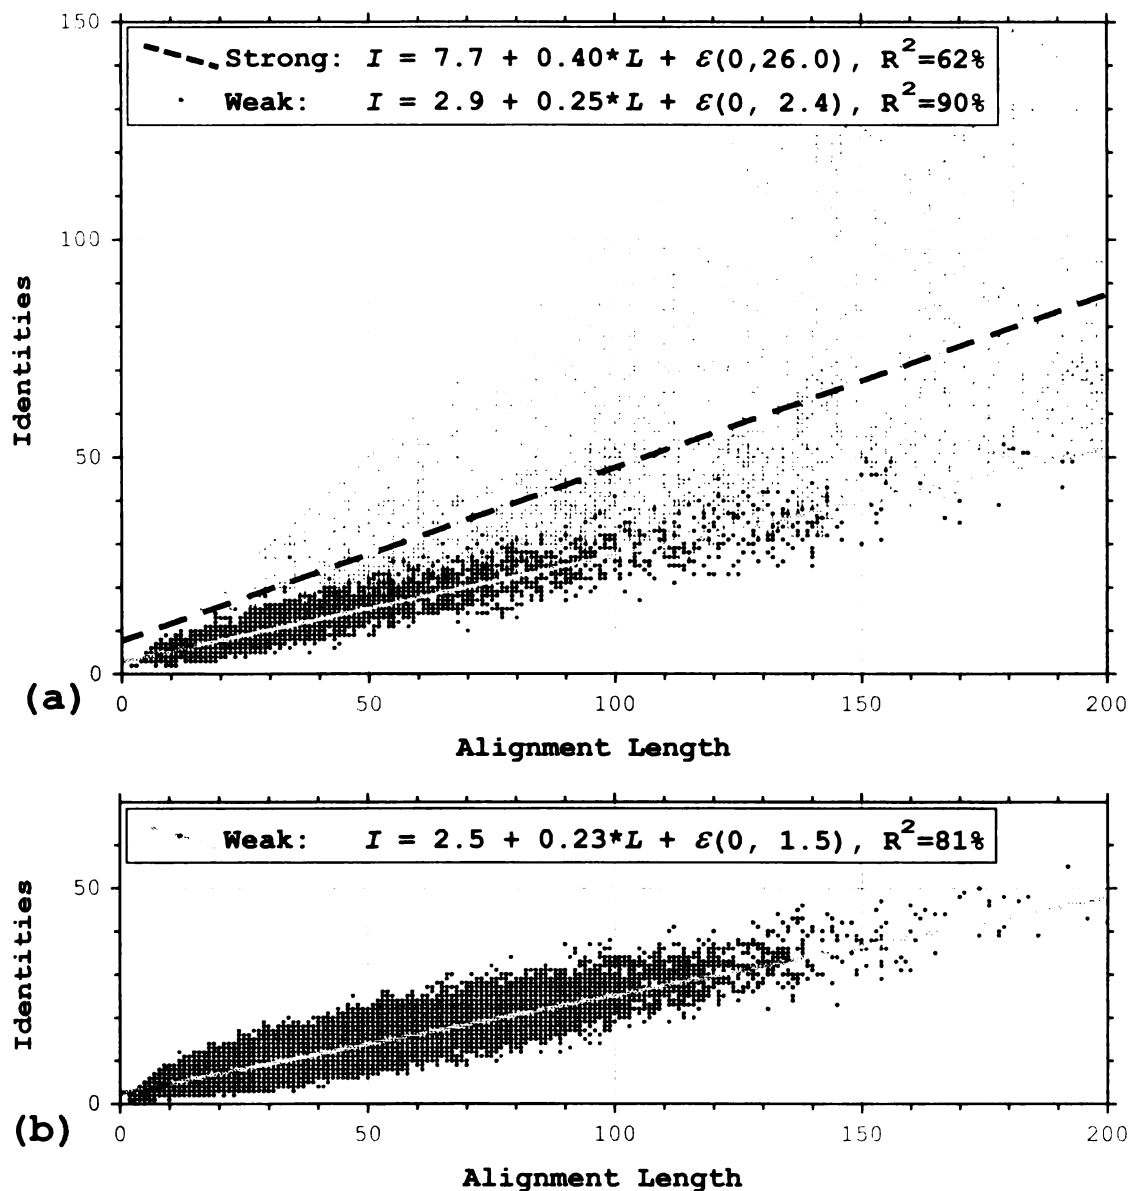 150
Strong: I = 7.7 + 0.40*L + ε(0,26.0), R²=62%
Weak: I = 2.9 + 0.25*L + ε(0, 2.4), R²=90%
100
Identities
50
0
(a)
0 50 100 150 200
Alignment Length
Weak: I = 2.5 + 0.23*L + ε(0, 1.5), R²=81%
50
Identities
0
(b)
0 50 100 150 200
Alignment Length